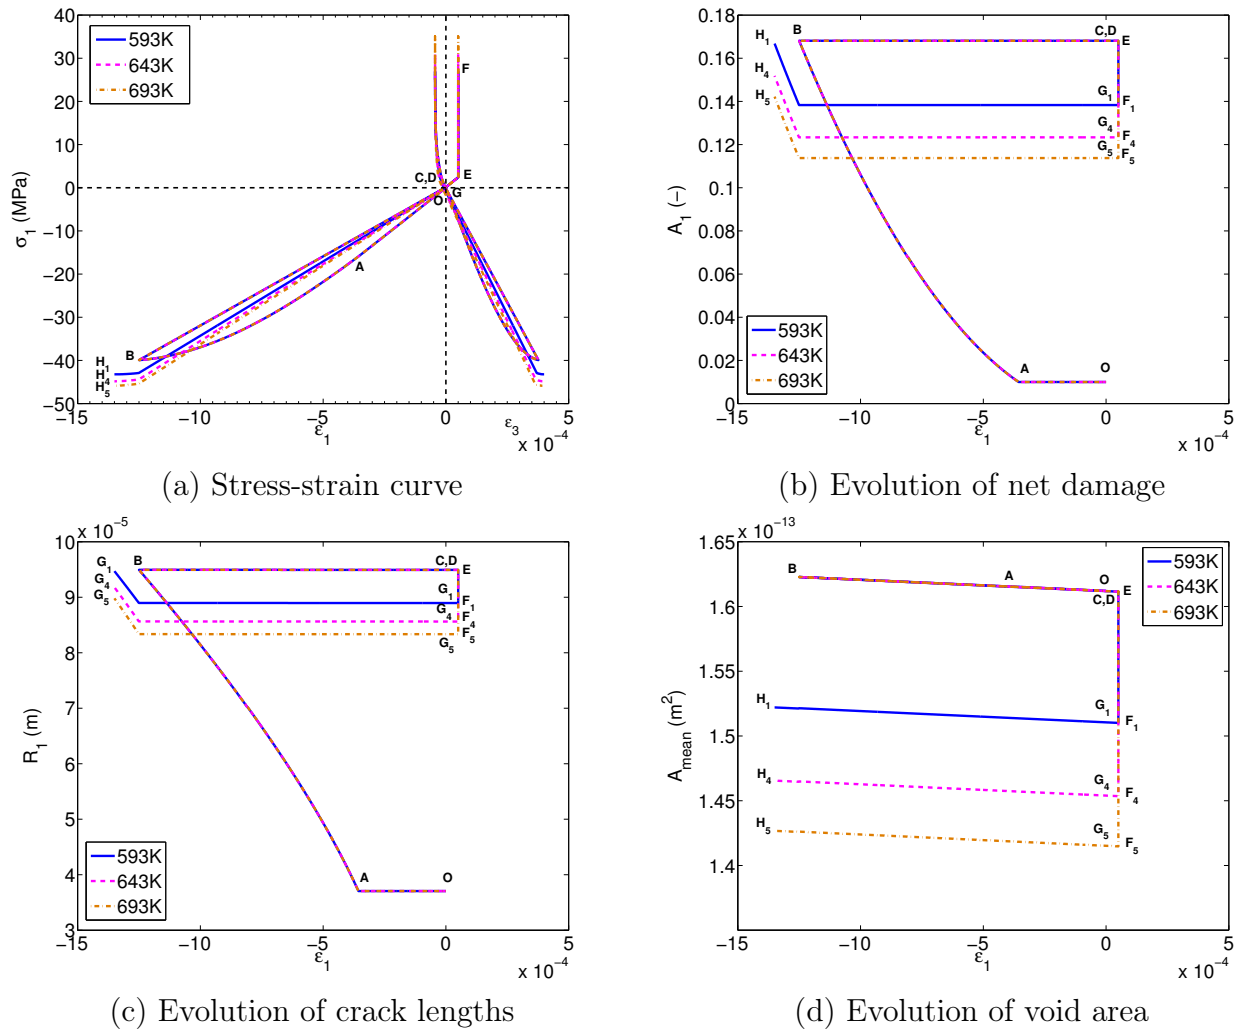 40
30
20
10
0
−10
−20
−30
−40
−50
σ1 (MPa)
593K
643K
693K
F
C,D
E
O
G
A
B
H1
H4
H5
−15
−10
−5
0
5
ε1
ε3
x 10−4
(a) Stress-strain curve
0.18
0.16
0.14
0.12
0.1
0.08
0.06
0.04
0.02
0
A1 (−)
H1
B
C,D
E
H4
H5
G1
F1
G4
F4
G5
F5
593K
643K
693K
A
O
−15
−10
−5
0
5
ε1
x 10−4
(b) Evolution of net damage
x 10−5
10
9
8
7
6
5
4
3
R1 (m)
G1
B
C,D
E
G4
G5
G1
F1
G4
F4
G5
F5
A
O
593K
643K
693K
−15
−10
−5
0
5
ε1
x 10−4
(c) Evolution of crack lengths
x 10−13
1.65
1.6
1.55
1.5
1.45
1.4
Amean (m2)
B
A
O
C,D
E
593K
643K
693K
H1
G1
F1
H4
G4
F4
H5
G5
F5
−15
−10
−5
0
5
ε1
x 10−4
(d) Evolution of void area